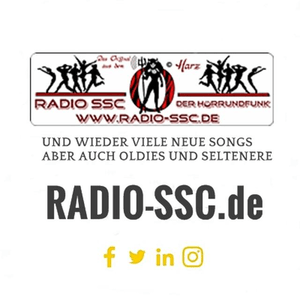 Das Original
aus dem
© Harz
RADIO SSC
DER HÖRRUNDFUNK
WWW.RADIO-SSC.DE
UND WIEDER VIELE NEUE SONGS
ABER AUCH OLDIES UND SELTENERE
RADIO-SSC.de